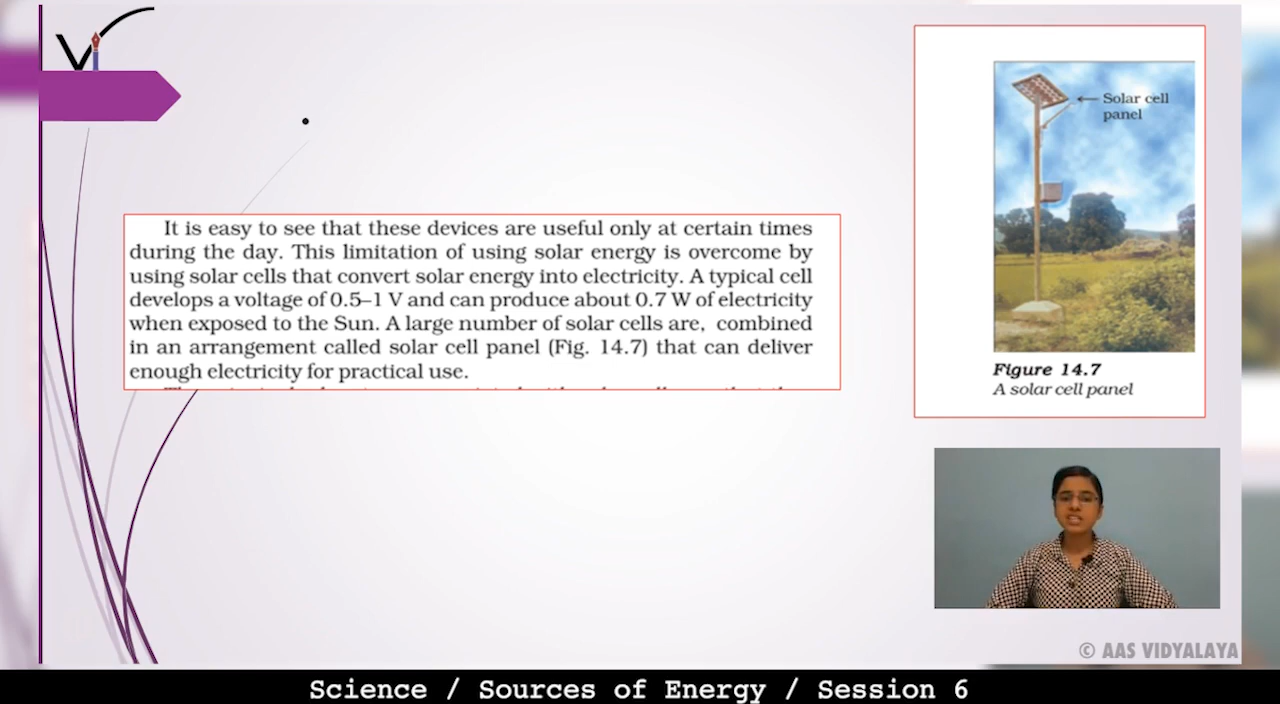 It is easy to see that these devices are useful only at certain times
during the day. This limitation of using solar energy is overcome by
using solar cells that convert solar energy into electricity. A typical cell
develops a voltage of 0.5–1 V and can produce about 0.7 W of electricity
when exposed to the Sun. A large number of solar cells are, combined
in an arrangement called solar cell panel (Fig. 14.7) that can deliver
enough electricity for practical use.
Solar cell
panel
Figure 14.7
A solar cell panel
© AAS VIDYALAYA
Science / Sources of Energy / Session 6